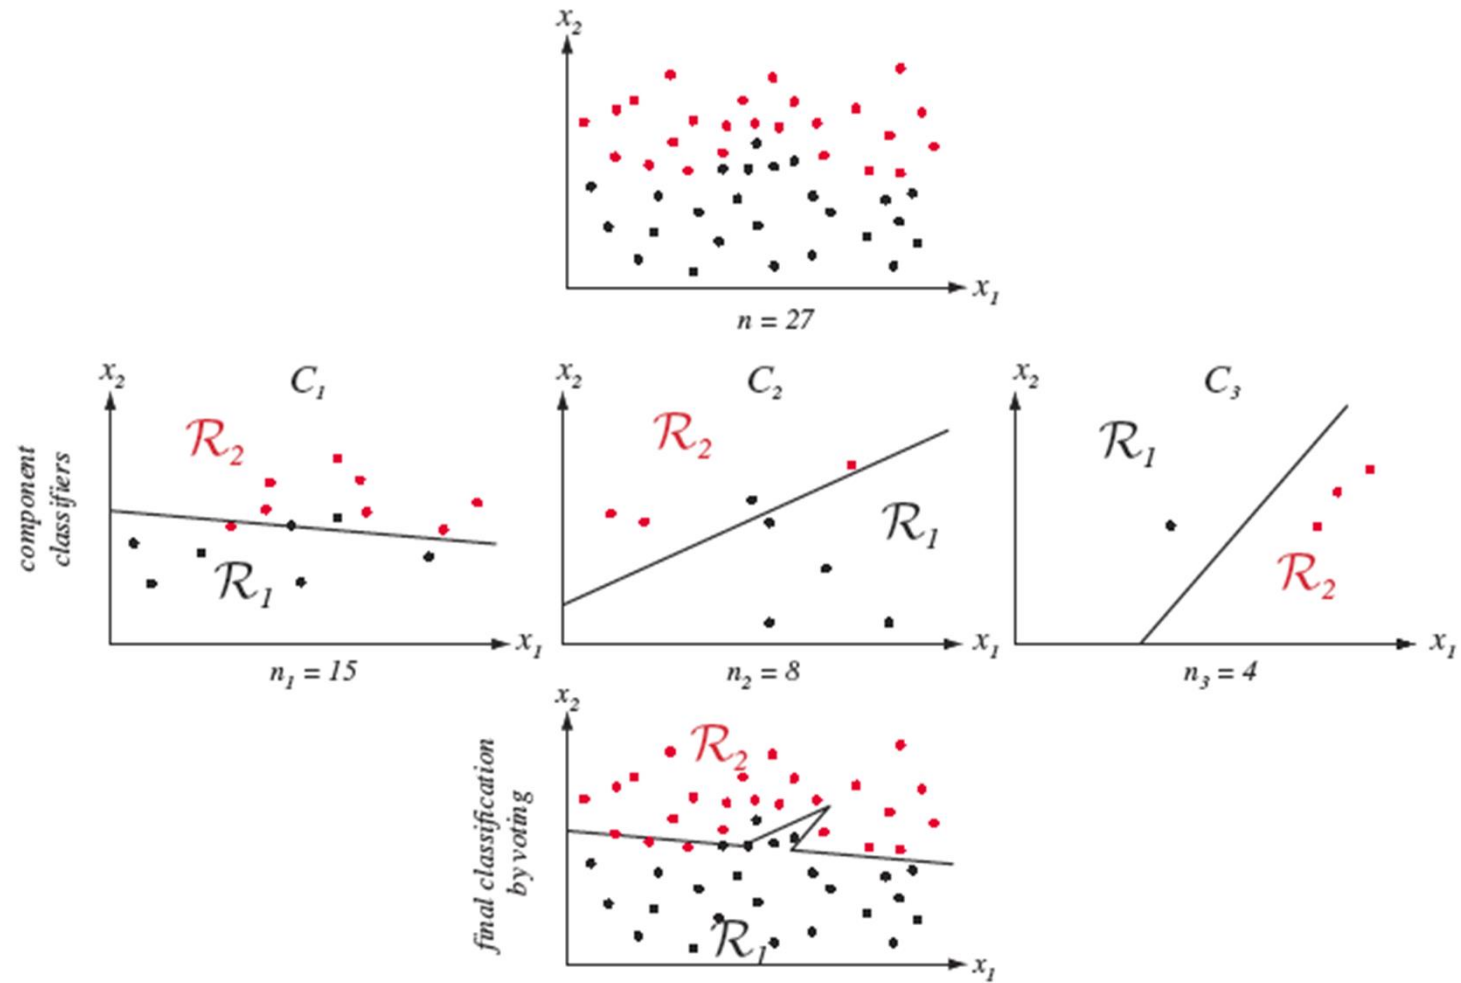 x₂
x₁
n = 27
component
classifiers
x₂
C₁
R₂
R₁
x₁
n₁ = 15
x₂
C₂
R₂
R₁
x₁
n₂ = 8
x₂
C₃
R₁
R₂
x₁
n₃ = 4
final classification
by voting
x₂
R₂
R₁
x₁